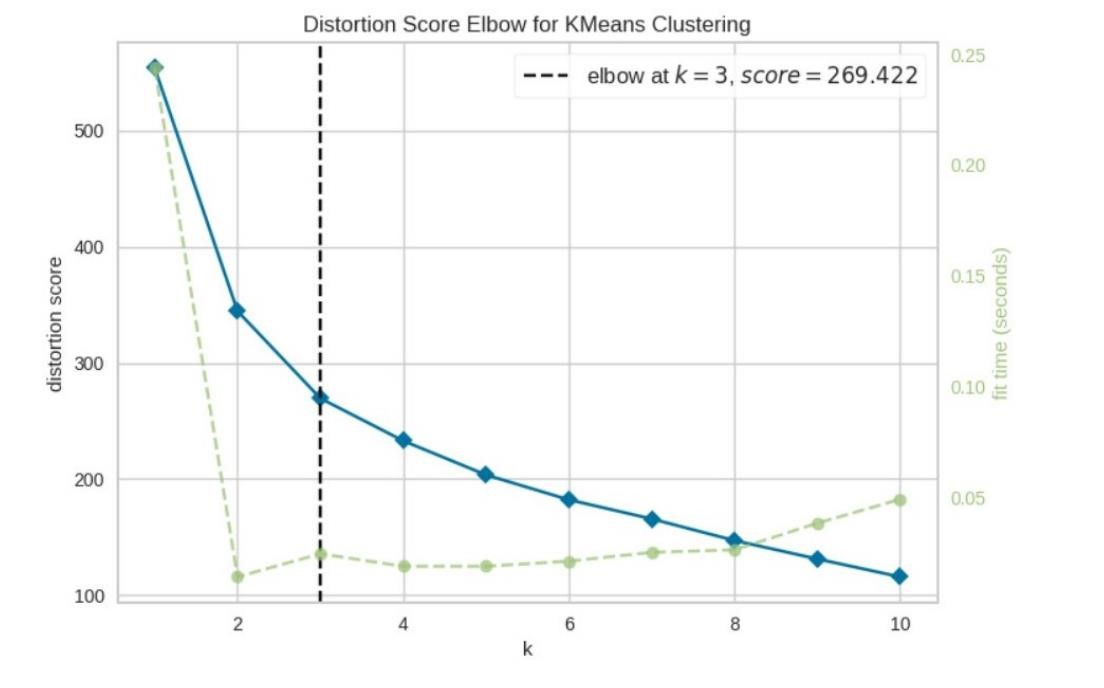 Distortion Score Elbow for KMeans Clustering
elbow at k = 3, score = 269.422
distortion score
500
400
300
200
100
0.25
0.20
0.15
0.10
0.05
fit time (seconds)
2 4 6 8 10
k